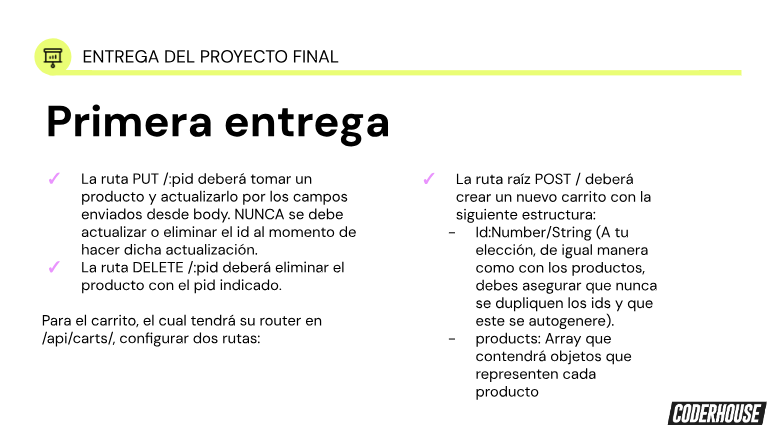 ENTREGA DEL PROYECTO FINAL
Primera entrega
✓ La ruta PUT /:pid deberá tomar un
producto y actualizarlo por los campos
enviados desde body. NUNCA se debe
actualizar o eliminar el id al momento de
hacer dicha actualización.
✓ La ruta DELETE /:pid deberá eliminar el
producto con el pid indicado.
Para el carrito, el cual tendrá su router en
/api/carts/, configurar dos rutas:
✓ La ruta raíz POST / deberá
crear un nuevo carrito con la
siguiente estructura:
- Id:Number/String (A tu
elección, de igual manera
como con los productos,
debes asegurar que nunca
se dupliquen los ids y que
este se autogenere).
- products: Array que
contendrá objetos que
representen cada
producto
CODERHOUSE